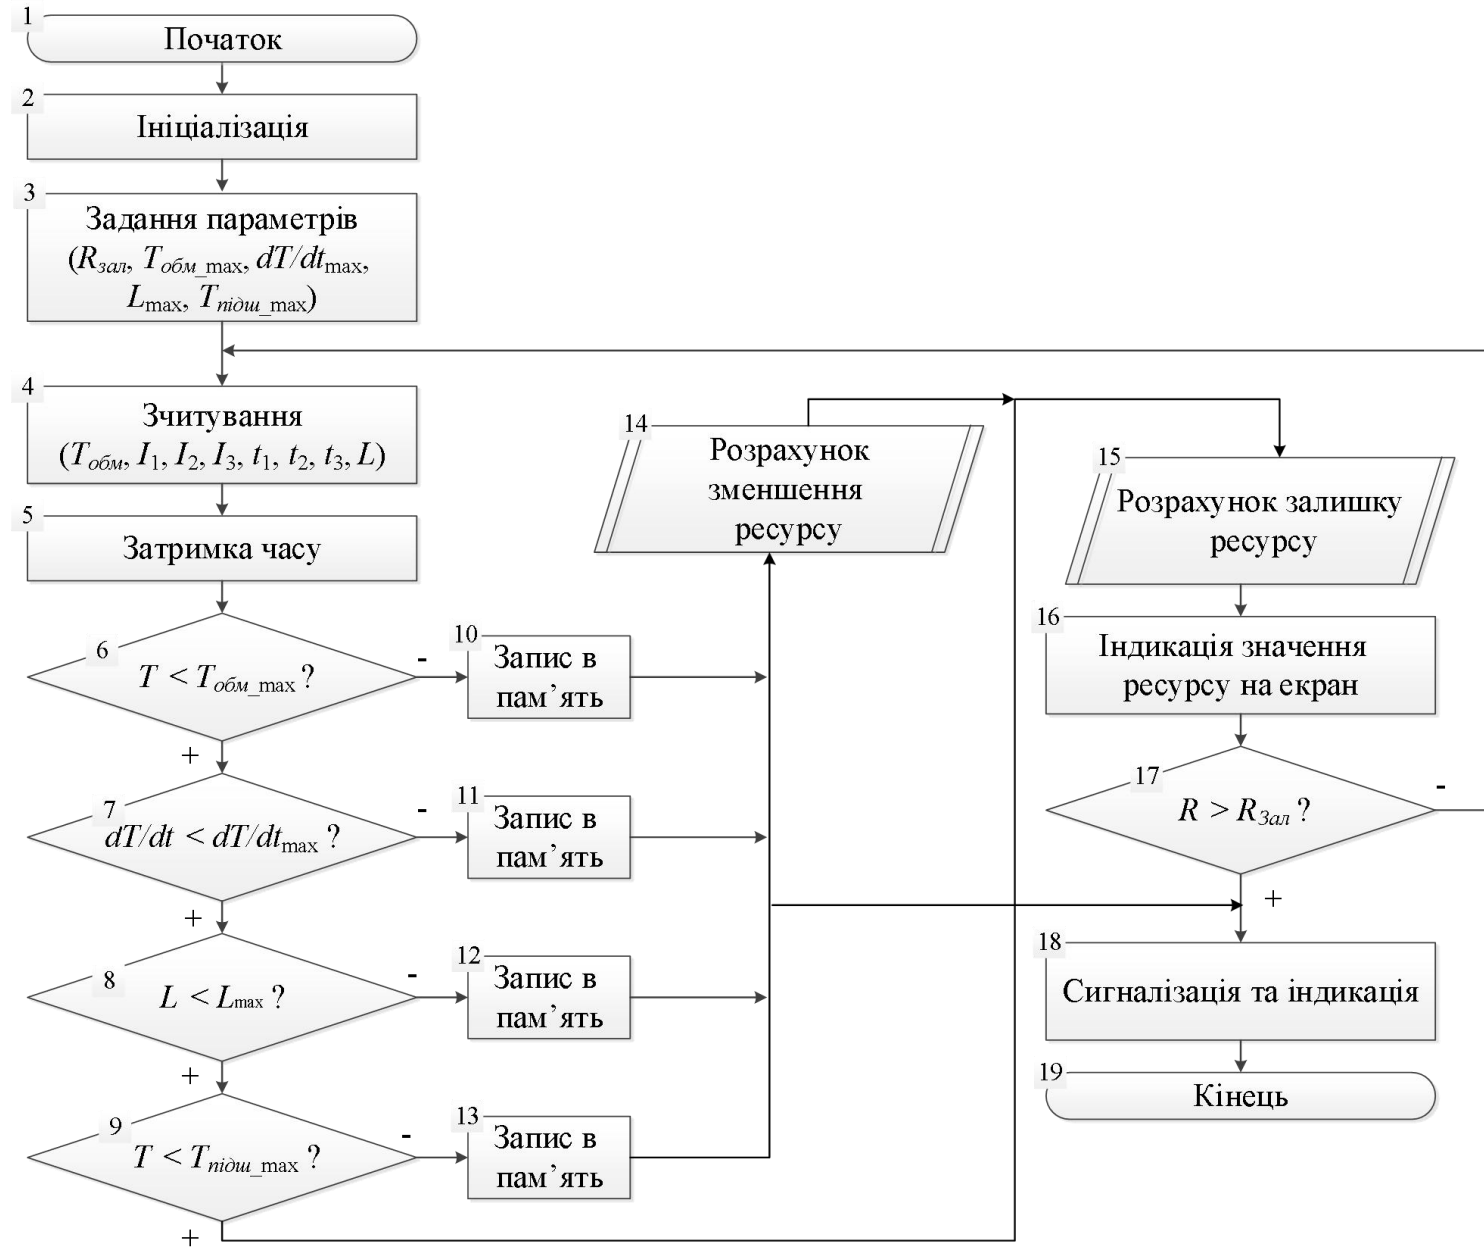 1
Початок
2
Ініціалізація
3
Задання параметрів
(Rзал, Tобм_max, dT/dtmax,
Lmax, Tпідш_max)
4
Зчитування
(Tобм, I1, I2, I3, t1, t2, t3, L)
5
Затримка часу
6
T < Tобм_max ?
-
+
7
dT/dt < dT/dtmax ?
-
+
8
L < Lmax ?
-
+
9
T < Tпідш_max ?
-
+
10
Запис в
пам’ять
11
Запис в
пам’ять
12
Запис в
пам’ять
13
Запис в
пам’ять
14
Розрахунок
зменшення
ресурсу
15
Розрахунок залишку
ресурсу
16
Індикація значення
ресурсу на екран
17
R > RЗал ?
-
+
18
Сигналізація та індикація
19
Кінець